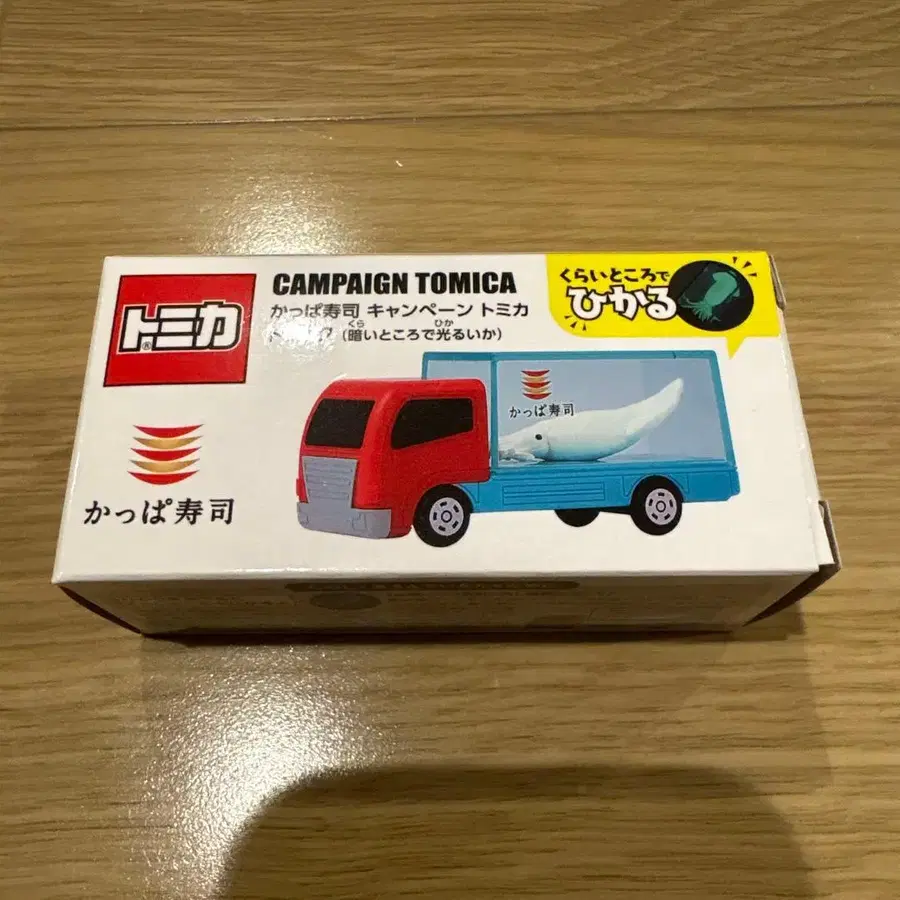 CAMPAIGN TOMICA
かっぱ寿司 キャンペーン トミカ
(暗いところで光るいか)
くら
ひか
くらいところで
ひかる
トミカ
®
かっぱ寿司
かっぱ寿司